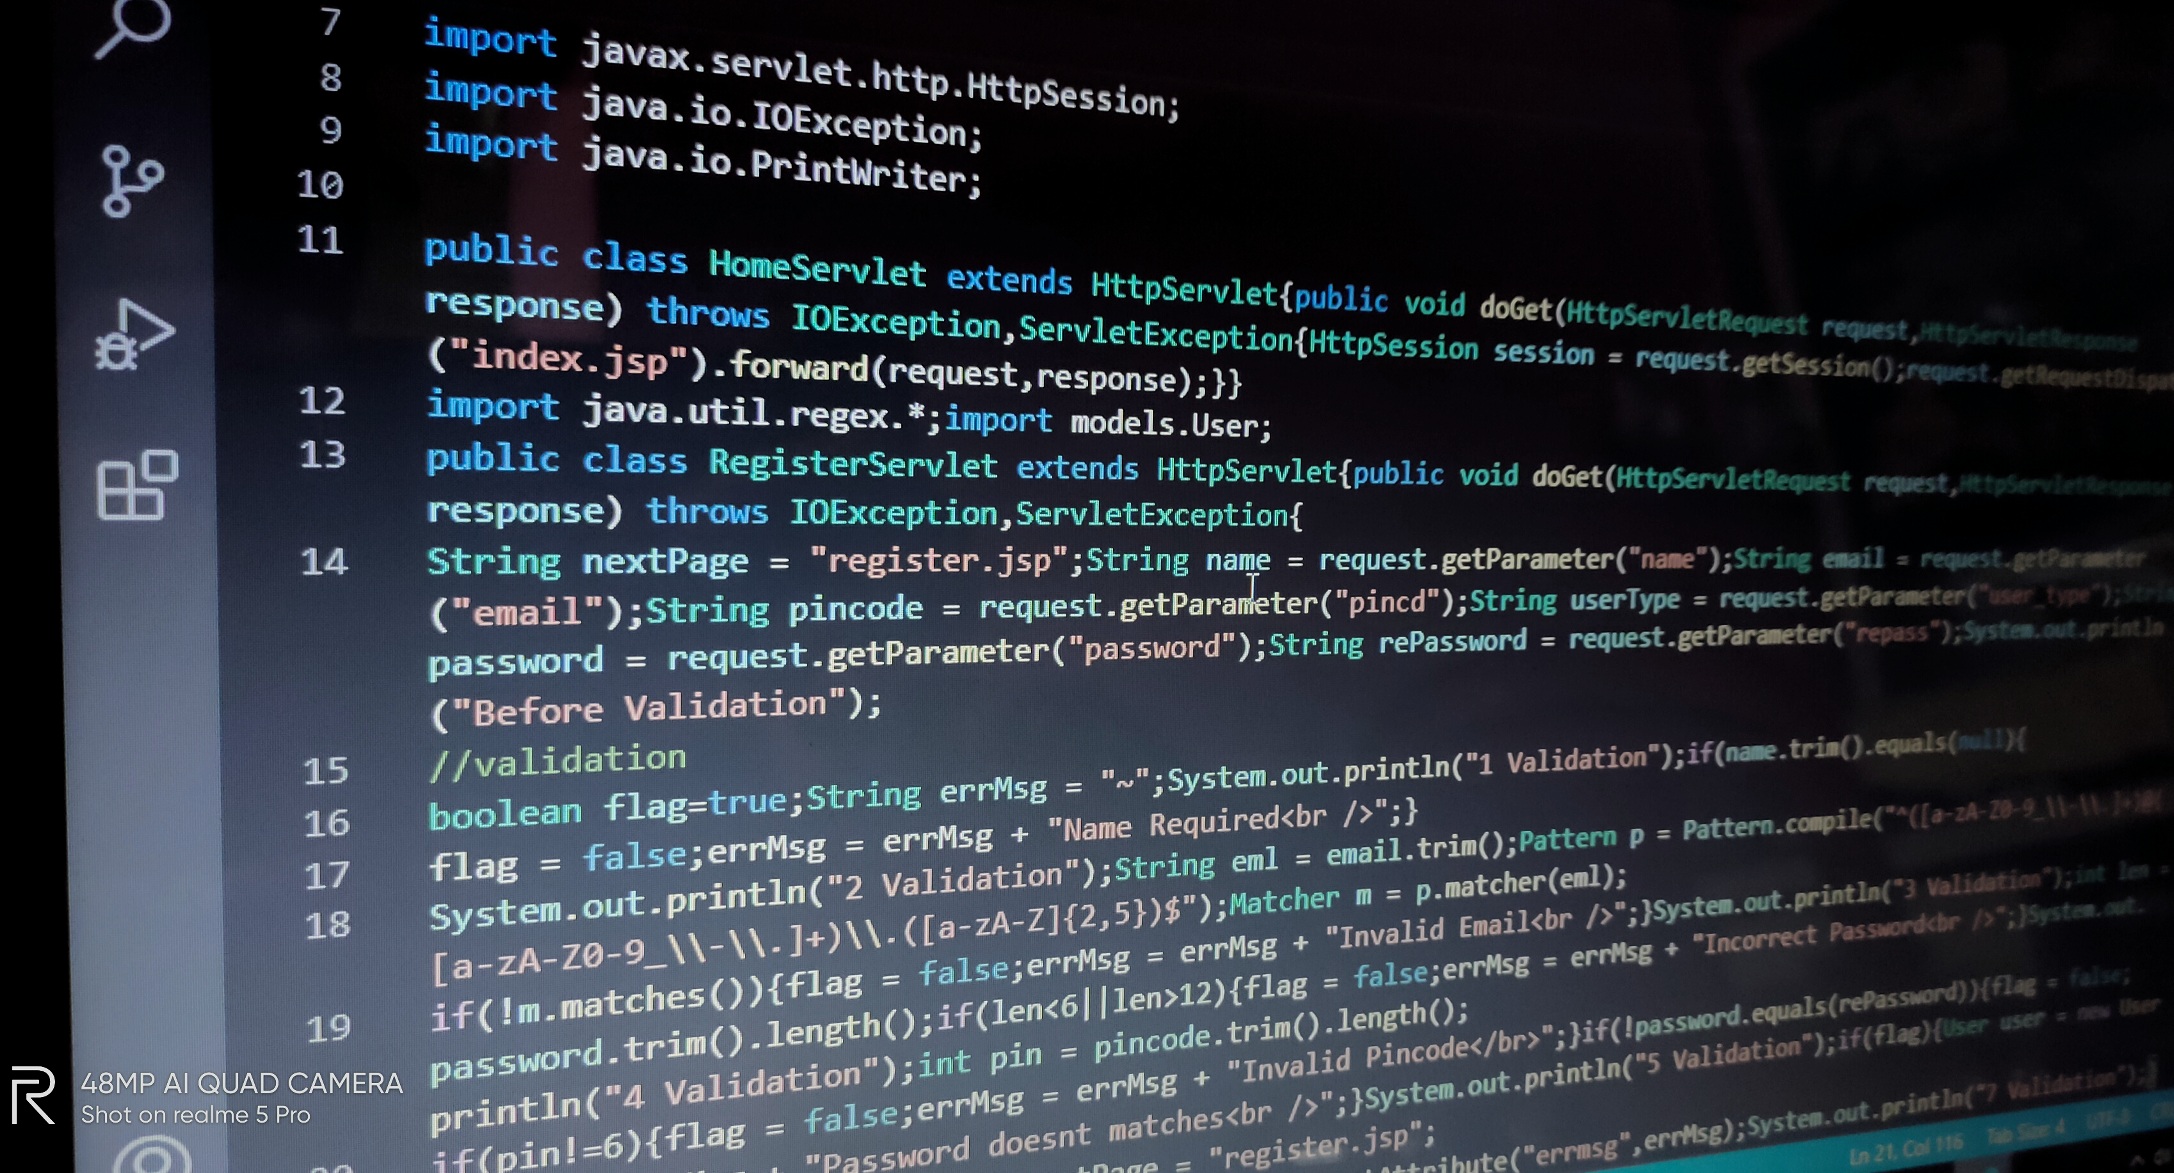 7 import javax.servlet.http.HttpSession;
8 import java.io.IOException;
9 import java.io.PrintWriter;
10
11 public class HomeServlet extends HttpServlet{public void doGet(HttpServletRequest request,HttpServletResponse
response) throws IOException,ServletException{HttpSession session = request.getSession();request.getRequestDispat
("index.jsp").forward(request,response);}}
12 import java.util.regex.*;import models.User;
13 public class RegisterServlet extends HttpServlet{public void doGet(HttpServletRequest request,HttpServletResponse
response) throws IOException,ServletException{
14 String nextPage = "register.jsp";String name = request.getParameter("name");String email = request.getParameter
("email");String pincode = request.getParameter("pincd");String userType = request.getParameter("user_type");String
password = request.getParameter("password");String rePassword = request.getParameter("repass");System.out.println
("Before Validation");
15 //validation
16 boolean flag=true;String errMsg = "~";System.out.println("1 Validation");if(name.trim().equals(null){
17 flag = false;errMsg = errMsg + "Name Required<br />";}
18 System.out.println("2 Validation");String eml = email.trim();Pattern p = Pattern.compile("^([a-zA-Z0-9_\\-\\.]+)@(
[a-zA-Z0-9_\\-\\.]+)\\.([a-zA-Z]{2,5})$");Matcher m = p.matcher(eml);
19 if(!m.matches()){flag = false;errMsg = errMsg + "Invalid Email<br />";}System.out.println("3 Validation");int len =
password.trim().length();if(len<6||len>12){flag = false;errMsg = errMsg + "Incorrect Password<br />";}System.out.
println("4 Validation");int pin = pincode.trim().length();
20 if(pin!=6){flag = false;errMsg = errMsg + "Invalid Pincode</br>";}if(!password.equals(rePassword)){flag = false;
"Password doesnt matches<br />";}System.out.println("5 Validation");if(flag){User user = new User
= "register.jsp";
("errmsg",errMsg);System.out.println("7 Validation");}
Ln 21, Col 116 Tab Size: 4 UTF-8
R 48MP AI QUAD CAMERA
Shot on realme 5 Pro